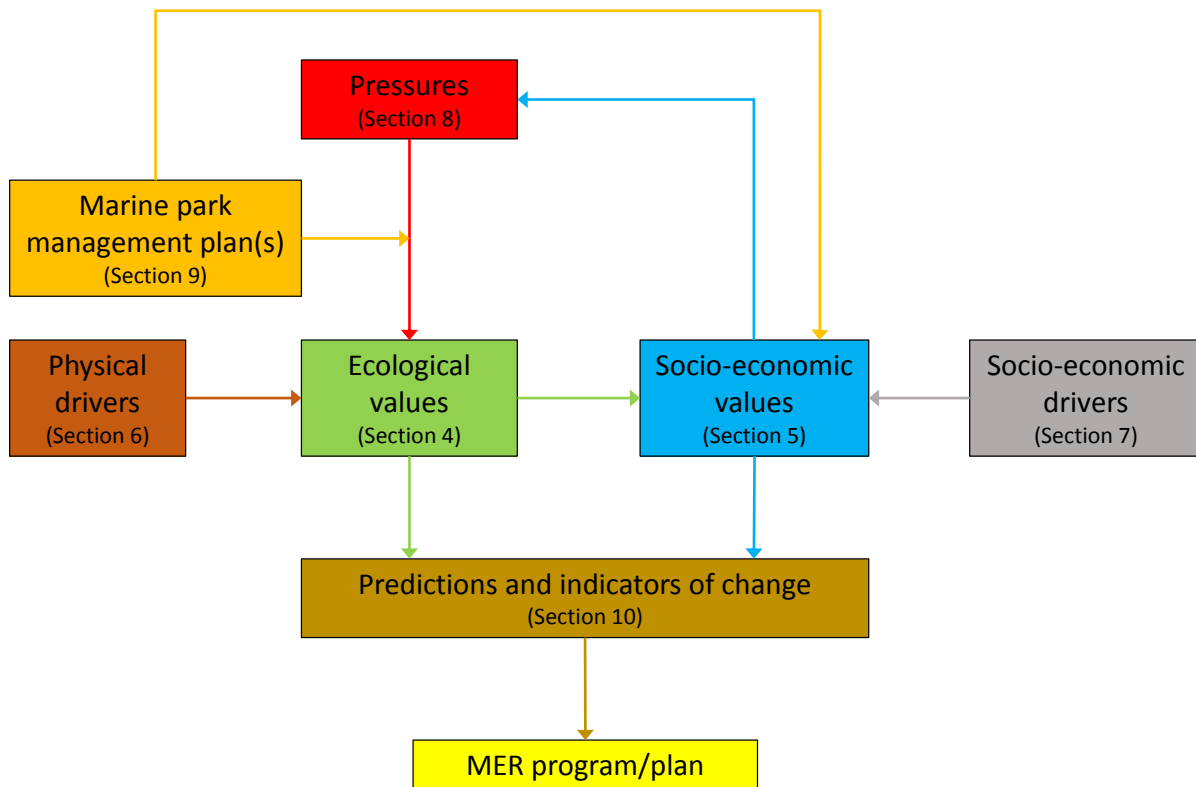 Pressures
(Section 8)
Marine park
management plan(s)
(Section 9)
Physical
drivers
(Section 6)
Ecological
values
(Section 4)
Socio-economic
values
(Section 5)
Socio-economic
drivers
(Section 7)
Predictions and indicators of change
(Section 10)
MER program/plan